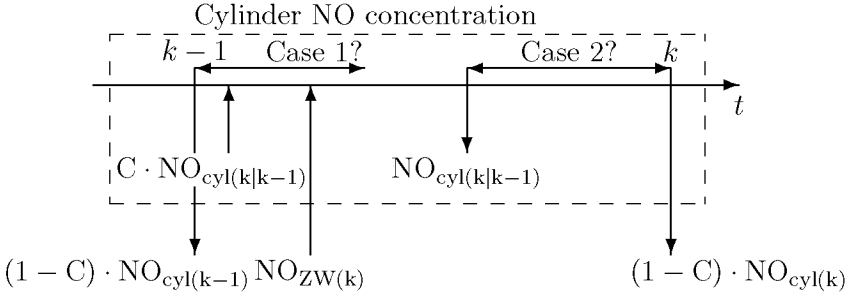 Cylinder NO concentration
k − 1 Case 1? Case 2? k
t
C · NO_cyl(k|k−1) NO_cyl(k|k−1)
(1 − C) · NO_cyl(k−1) NO_ZW(k) (1 − C) · NO_cyl(k)